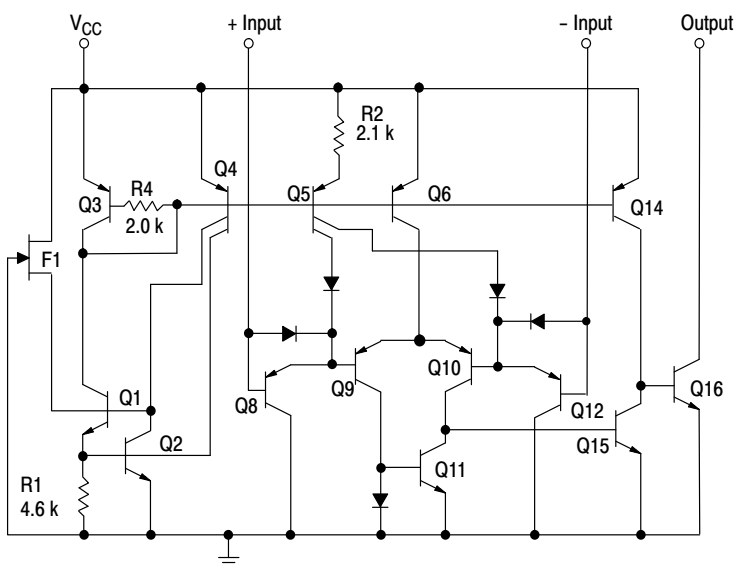 VCC
+ Input
– Input
Output
R2
2.1 k
Q4
Q3
R4
2.0 k
Q5
Q6
Q14
F1
Q1
Q2
Q8
Q9
Q10
Q12
Q16
Q15
Q11
R1
4.6 k